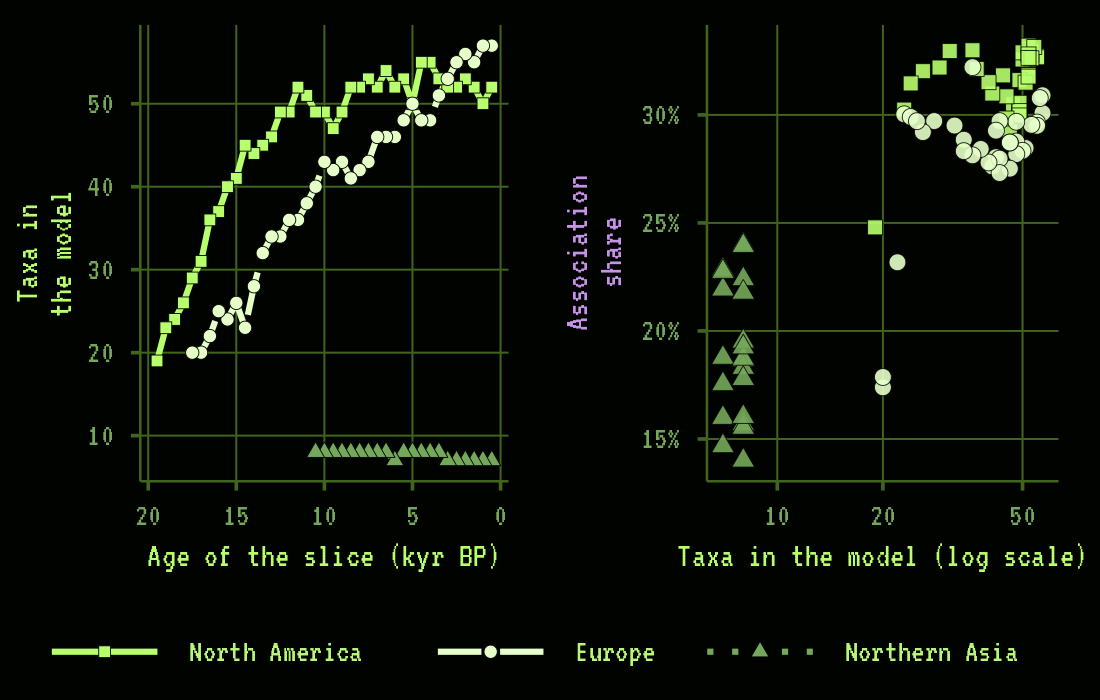 Taxa in
the model
50
40
30
20
10
20 15 10 5 0
Age of the slice (kyr BP)
Association
share
30%
25%
20%
15%
10 20 50
Taxa in the model (log scale)
North America Europe Northern Asia